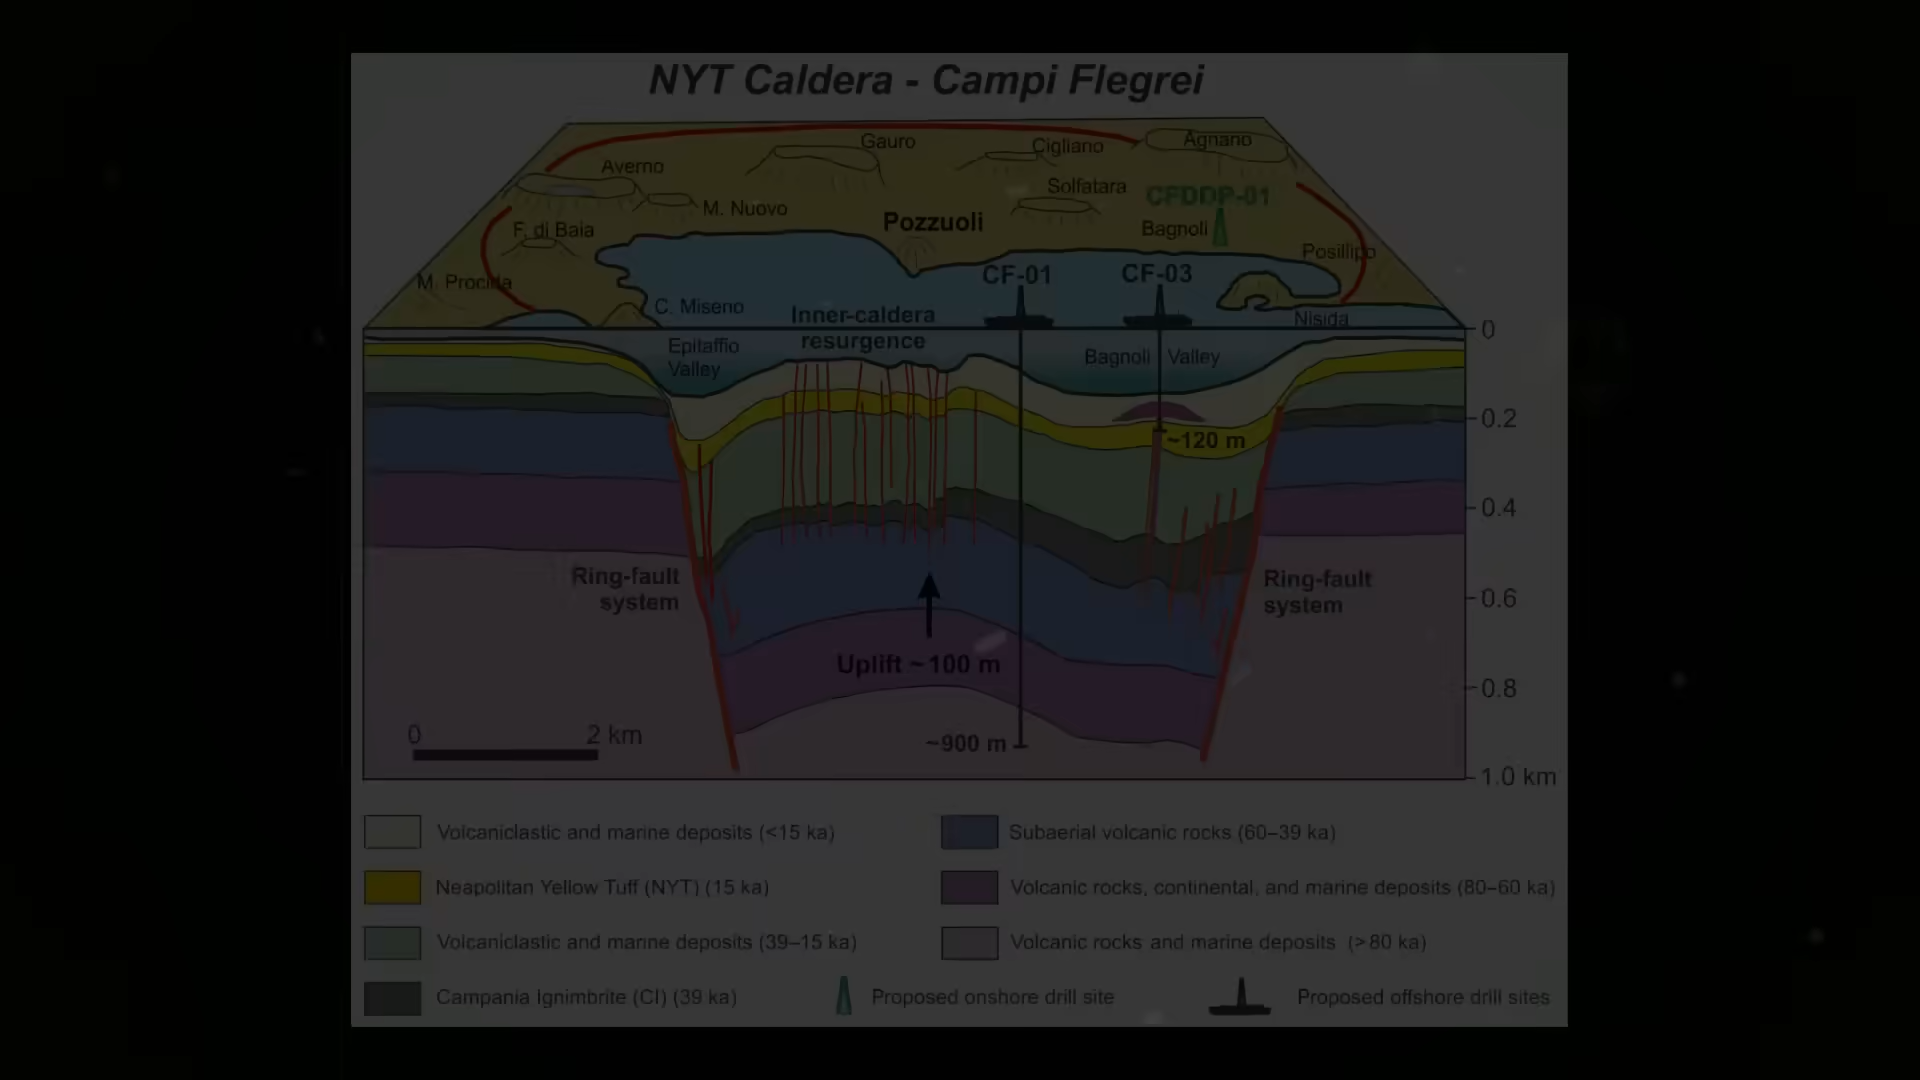 NYT Caldera - Campi Flegrei
Gauro
Cigliano
Agnano
Averno
Solfatara
CFDDP-01
M. Nuovo
Pozzuoli
F. di Baia
Bagnoli
Posillipo
M. Procida
CF-01
CF-03
C. Miseno
Inner-caldera
resurgence
Nisida
0
Epitaffio
Valley
Bagnoli Valley
0.2
~120 m
0.4
Ring-fault
system
Ring-fault
system
0.6
Uplift ~100 m
0.8
0 2 km
~900 m
1.0 km
Volcaniclastic and marine deposits (<15 ka)
Subaerial volcanic rocks (60–39 ka)
Neapolitan Yellow Tuff (NYT) (15 ka)
Volcanic rocks, continental, and marine deposits (80–60 ka)
Volcaniclastic and marine deposits (39–15 ka)
Volcanic rocks and marine deposits (>80 ka)
Campania Ignimbrite (CI) (39 ka)
Proposed onshore drill site
Proposed offshore drill sites